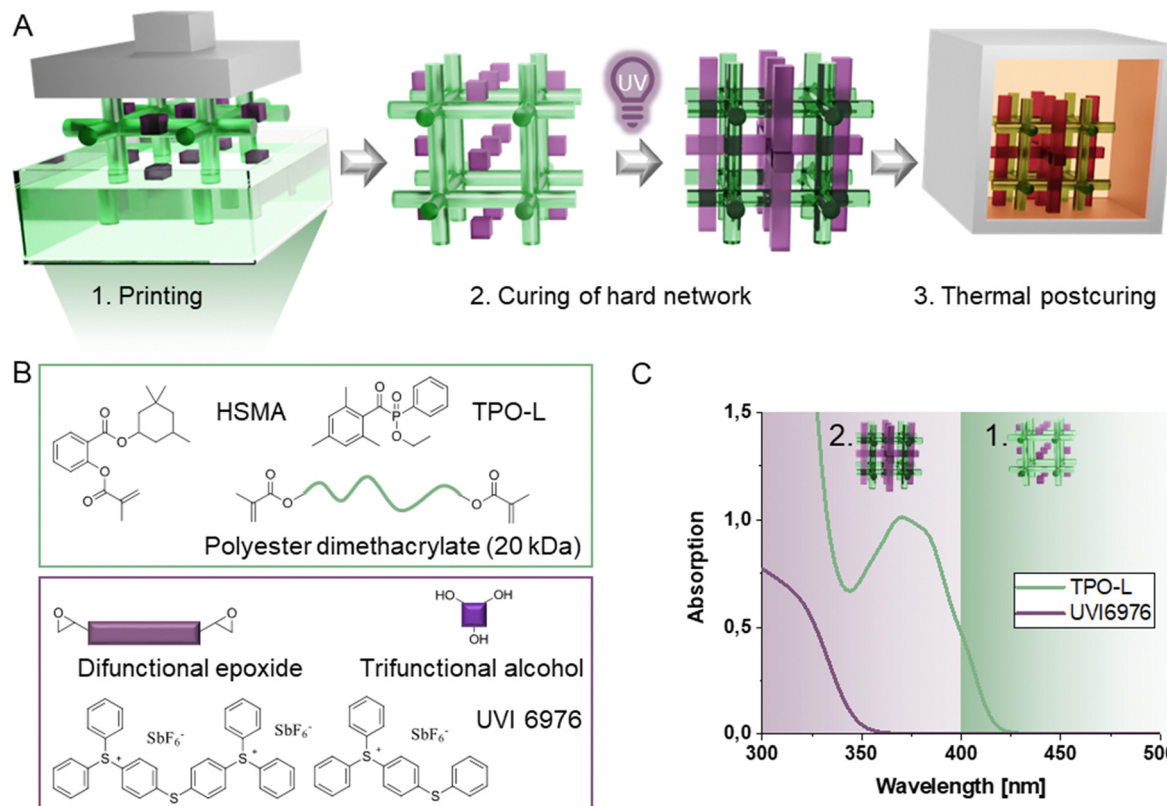 A
UV
1. Printing
2. Curing of hard network
3. Thermal postcuring
B
HSMA
TPO-L
O
O
O
O
O
O
P
O
O
O
O
O
O
Polyester dimethacrylate (20 kDa)
O
O
HO
OH
OH
Difunctional epoxide
Trifunctional alcohol
UVI 6976
SbF6-
SbF6-
SbF6-
S+
S+
S+
S
S
C
1,5
1,0
0,5
0,0
Absorption
2.
1.
TPO-L
UVI6976
300
350
400
450
500
Wavelength [nm]